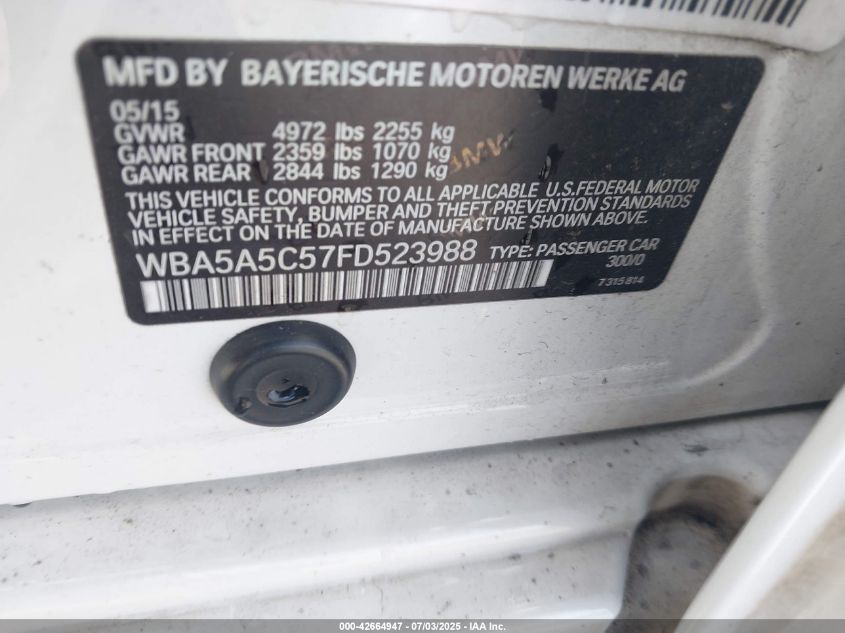 MFD BY BAYERISCHE MOTOREN WERKE AG
05/15
GVWR 4972 lbs 2255 kg
GAWR FRONT 2359 lbs 1070 kg
GAWR REAR 2844 lbs 1290 kg
THIS VEHICLE CONFORMS TO ALL APPLICABLE U.S.FEDERAL MOTOR
VEHICLE SAFETY, BUMPER AND THEFT PREVENTION STANDARDS
IN EFFECT ON THE DATE OF MANUFACTURE SHOWN ABOVE.
WBA5A5C57FD523988 TYPE: PASSENGER CAR
300/0
7315814
BMW
000-42664947 - 07/03/2025 - IAA Inc.